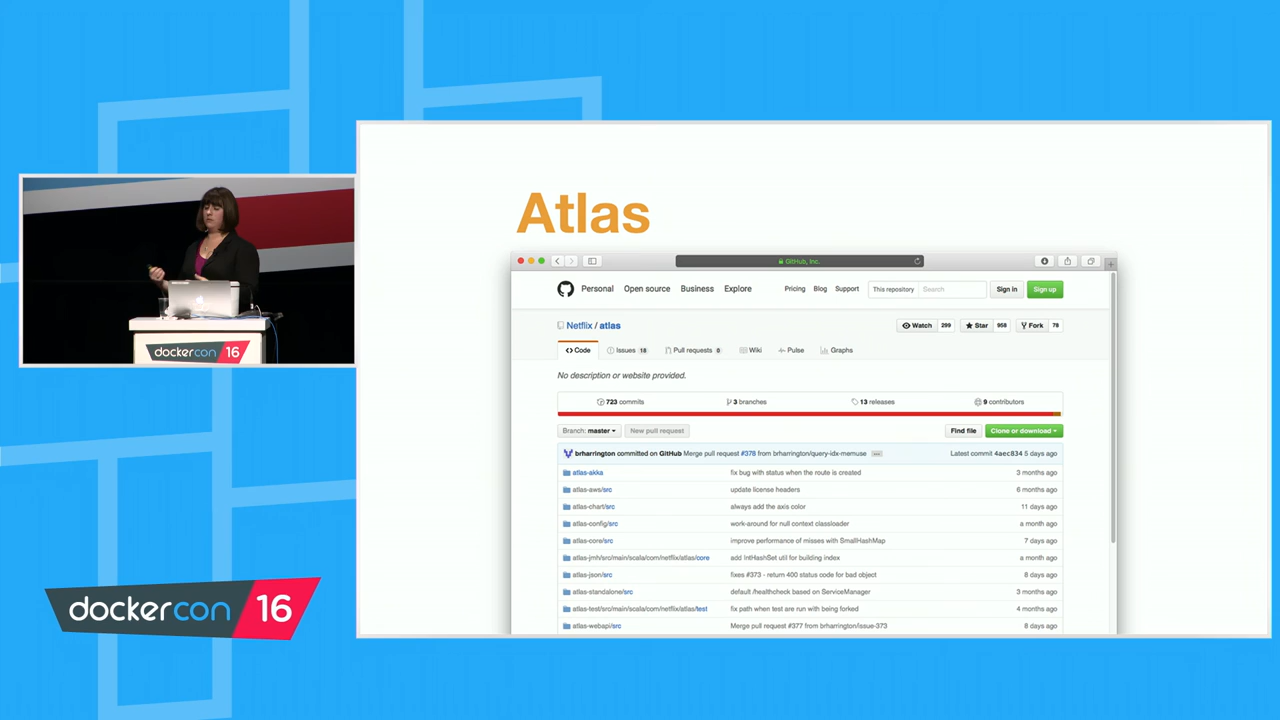 Atlas
GitHub, Inc.
Personal Open source Business Explore Pricing Blog Support This repository Search Sign in Sign up
Netflix / atlas Watch 299 Star 958 Fork 78
Code Issues 18 Pull requests 0 Wiki Pulse Graphs
No description or website provided.
723 commits 3 branches 13 releases 9 contributors
Branch: master New pull request Find file Clone or download
brharrington committed on GitHub Merge pull request #378 from brharrington/query-idx-memuse ... Latest commit 4aec834 5 days ago
atlas-akka fix bug with status when the route is created 3 months ago
atlas-aws/src update license headers 6 months ago
atlas-chart/src always add the axis color 11 days ago
atlas-config/src work-around for null context classloader a month ago
atlas-core/src improve performance of misses with SmallHashMap 7 days ago
atlas-jmh/src/main/scala/com/netflix/atlas/core add IntHashSet util for building index a month ago
atlas-json/src fixes #373 - return 400 status code for bad object 8 days ago
atlas-standalone/src default /healthcheck based on ServiceManager 3 months ago
atlas-test/src/main/scala/com/netflix/atlas/test fix path when test are run with being forked 4 months ago
atlas-webapi/src Merge pull request #377 from brharrington/issue-373 8 days ago
dockercon 16
dockercon 16